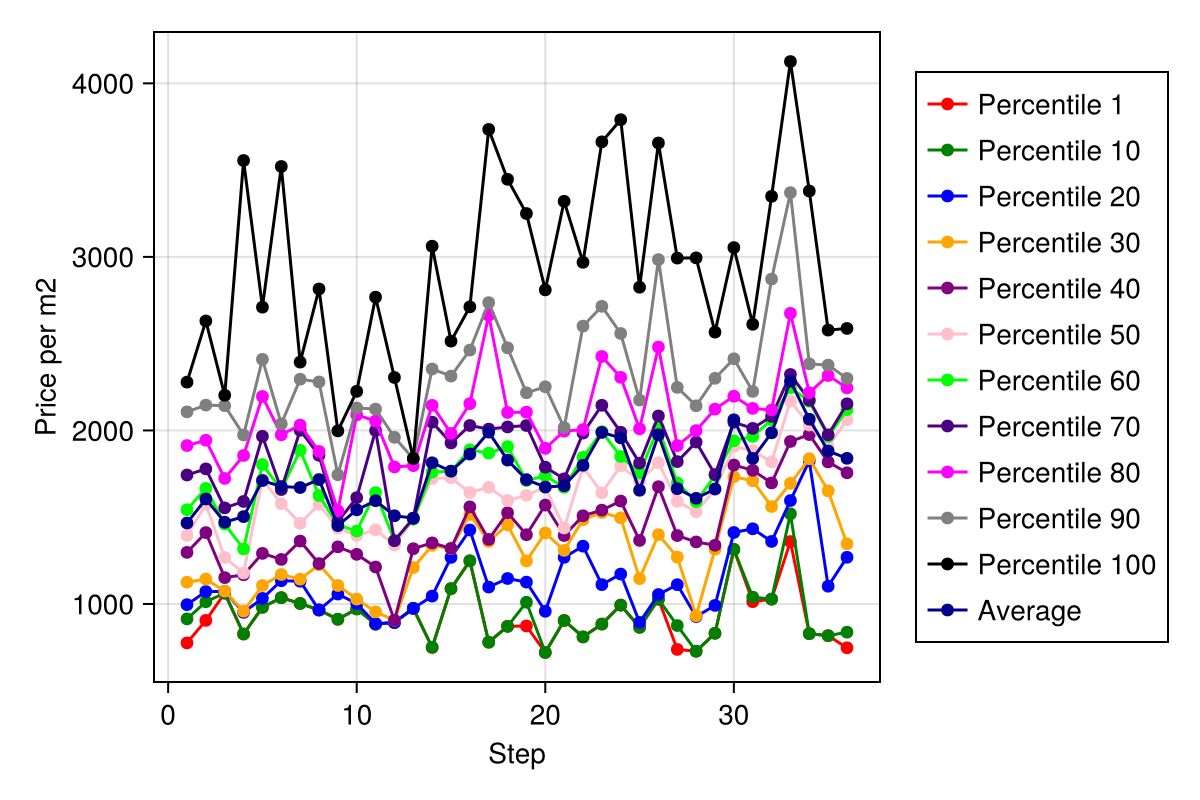 4000
3000
2000
1000
Price per m2
0 10 20 30
Step
Percentile 1
Percentile 10
Percentile 20
Percentile 30
Percentile 40
Percentile 50
Percentile 60
Percentile 70
Percentile 80
Percentile 90
Percentile 100
Average